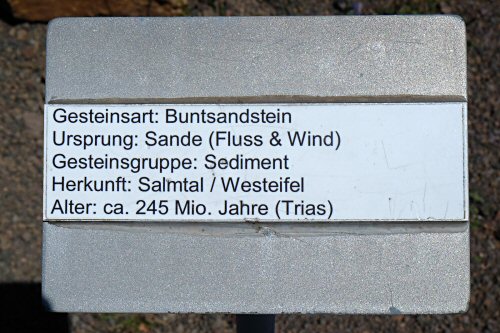 Gesteinsart: Buntsandstein
Ursprung: Sande (Fluss & Wind)
Gesteinsgruppe: Sediment
Herkunft: Salmtal / Westeifel
Alter: ca. 245 Mio. Jahre (Trias)